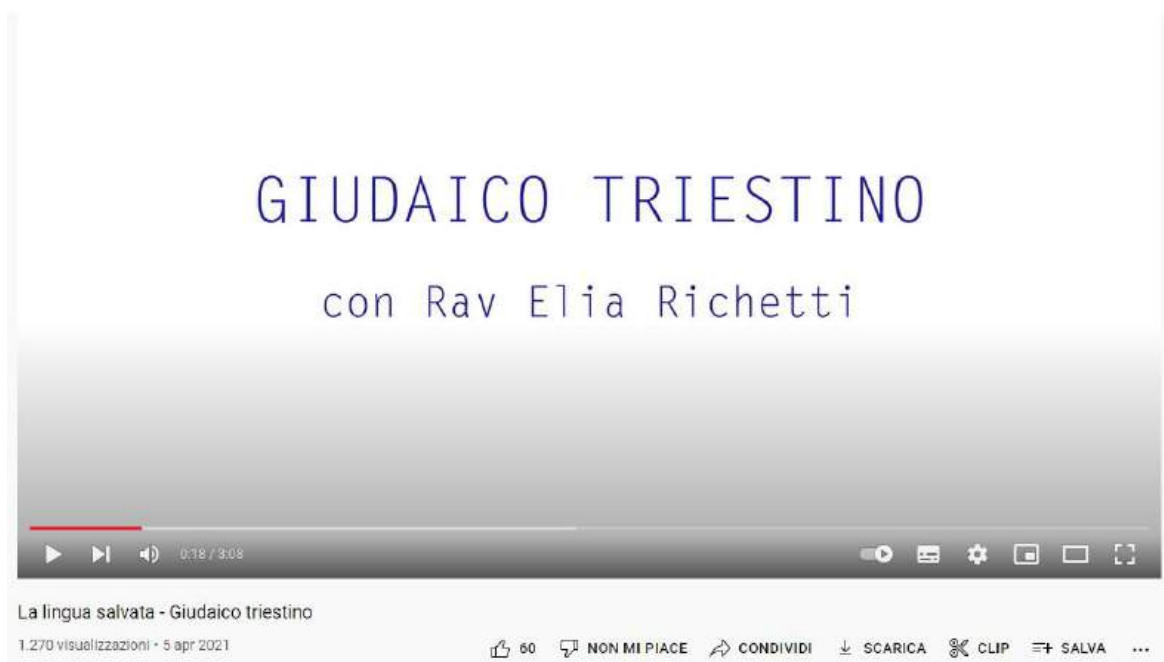 GIUDAICO TRIESTINO
con Rav Elia Richetti
0:18 / 3:08
La lingua salvata - Giudaico triestino
1.270 visualizzazioni • 5 apr 2021
60 NON MI PIACE CONDIVIDI SCARICA CLIP SALVA ...